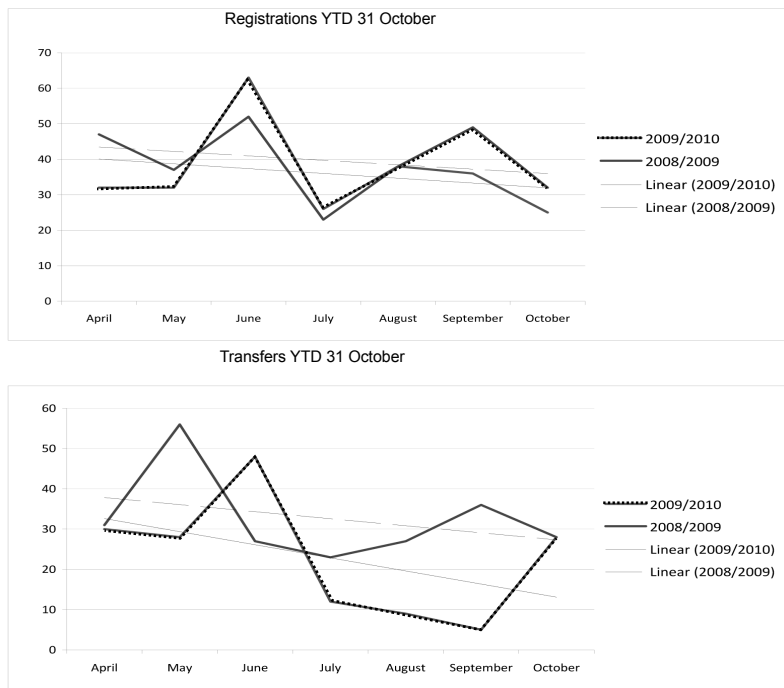 Registrations YTD 31 October
70
60
50
40
30
20
10
0
April May June July August September October
2009/2010
2008/2009
Linear (2009/2010)
Linear (2008/2009)
Transfers YTD 31 October
60
50
40
30
20
10
0
April May June July August September October
2009/2010
2008/2009
Linear (2009/2010)
Linear (2008/2009)